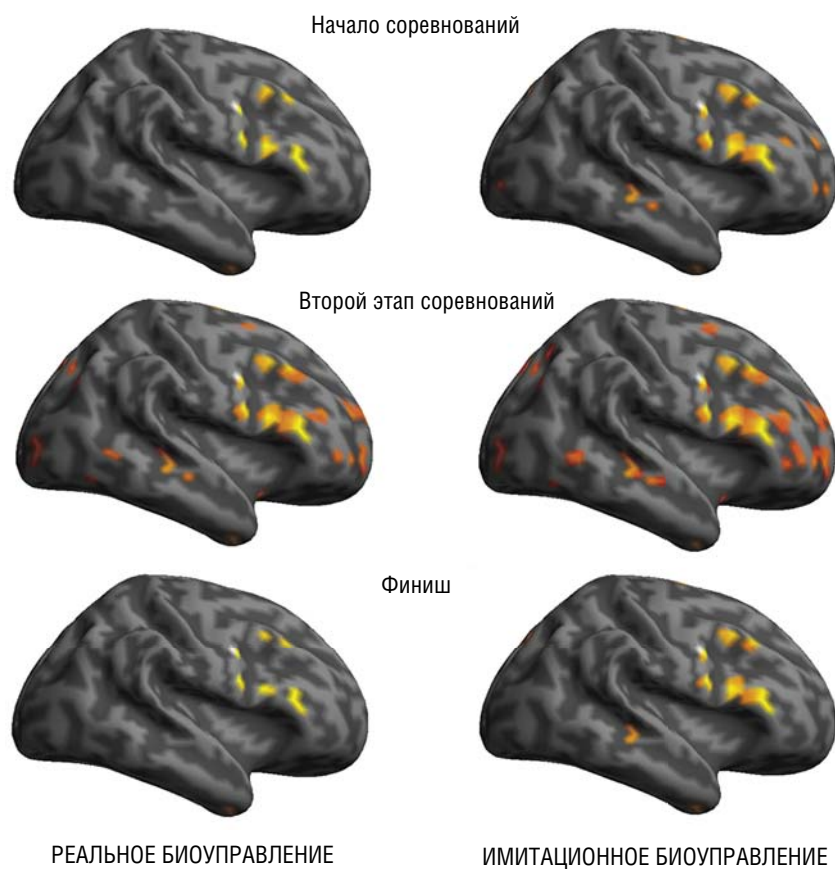 Начало соревнований
Второй этап соревнований
Финиш
РЕАЛЬНОЕ БИОУПРАВЛЕНИЕ
ИМИТАЦИОННОЕ БИОУПРАВЛЕНИЕ